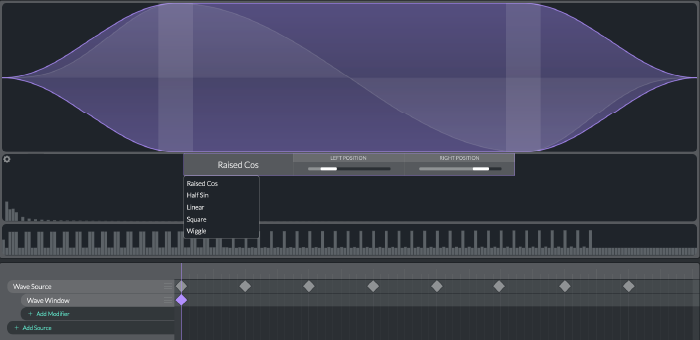 Raised Cos
LEFT POSITION
RIGHT POSITION
Raised Cos
Half Sin
Linear
Square
Wiggle
Wave Source
Wave Window
+ Add Modifier
+ Add Source